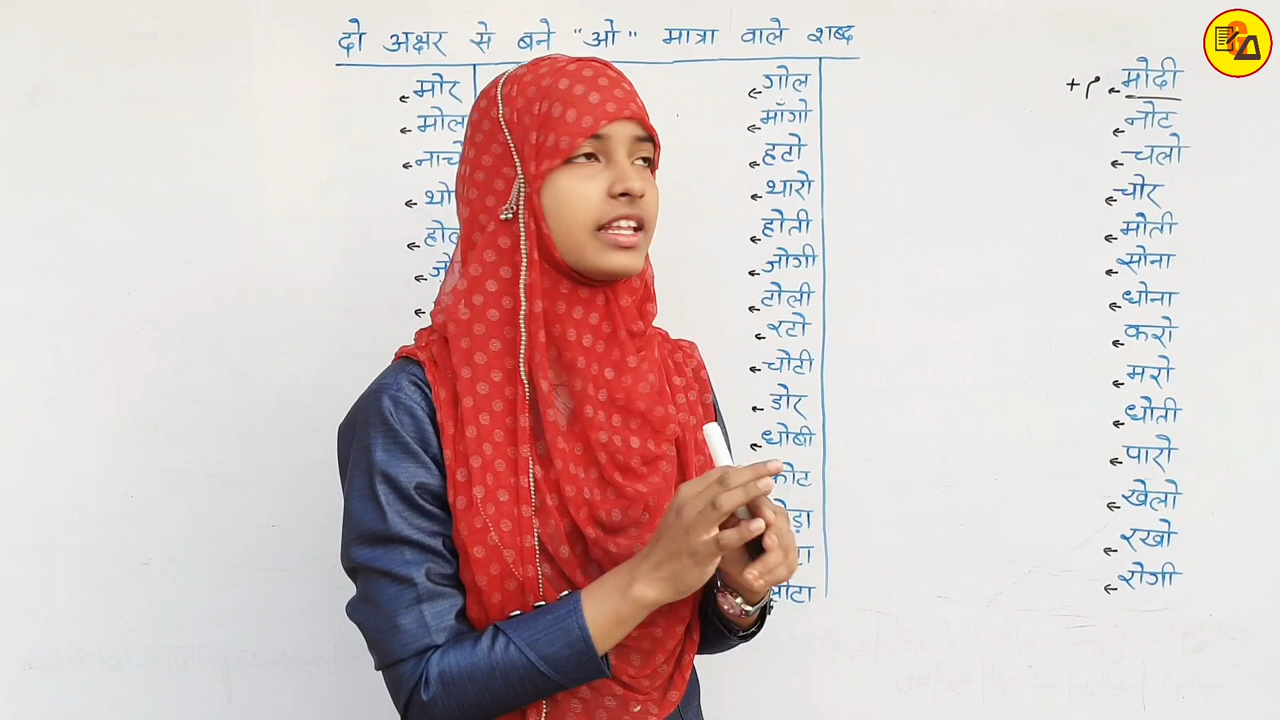 दो अक्षर से बने "ओ" मात्रा वाले शब्द
मोर
मोल
गोल
माँगो
हटो
थारो
होती
जोगी
टोली
रटो
चोटी
डोर
धोबी
कोट
मोदी
नोट
चलो
चोर
मोती
सोना
धोना
करो
मरो
धोती
पारो
खेलो
रखो
रोगी